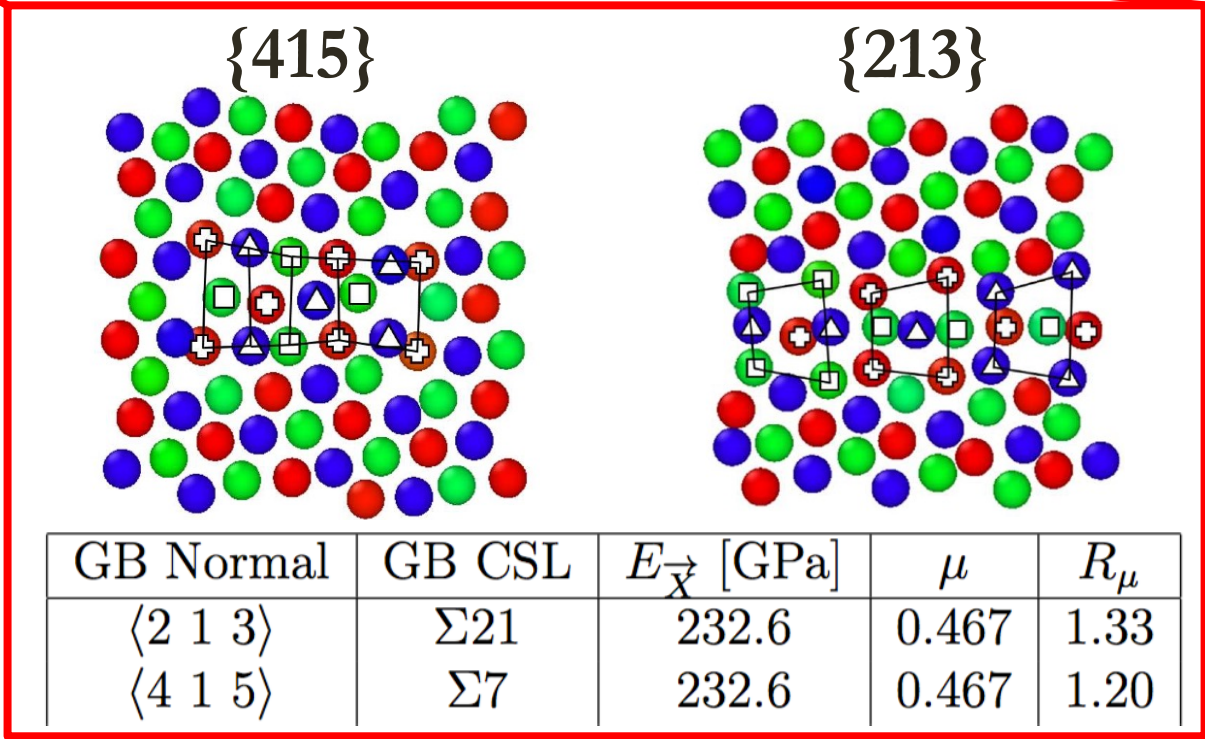 {415} {213}
GB Normal GB CSL E_X⃗ [GPa] μ R_μ
⟨2 1 3⟩ Σ21 232.6 0.467 1.33
⟨4 1 5⟩ Σ7 232.6 0.467 1.20